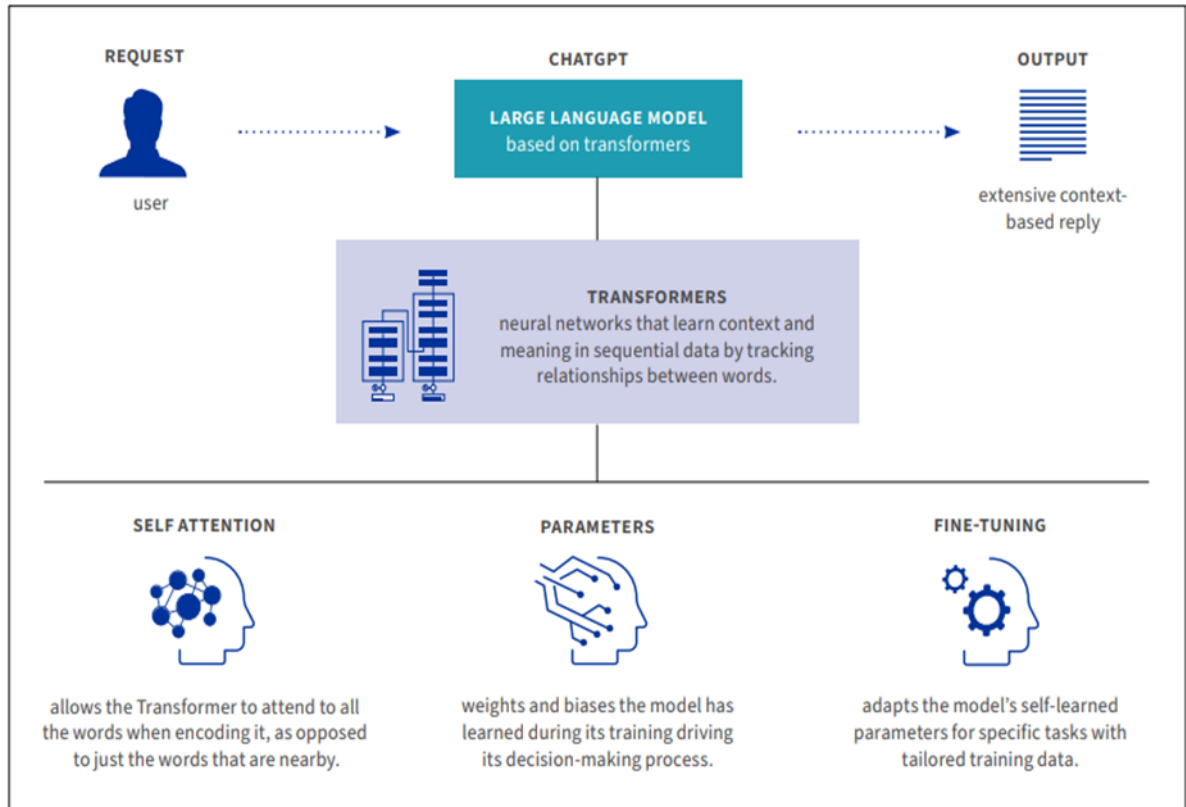 REQUEST
CHATGPT
OUTPUT
LARGE LANGUAGE MODEL
based on transformers
user
extensive context-
based reply
TRANSFORMERS
neural networks that learn context and
meaning in sequential data by tracking
relationships between words.
SELF ATTENTION
PARAMETERS
FINE-TUNING
allows the Transformer to attend to all
the words when encoding it, as opposed
to just the words that are nearby.
weights and biases the model has
learned during its training driving
its decision-making process.
adapts the model's self-learned
parameters for specific tasks with
tailored training data.